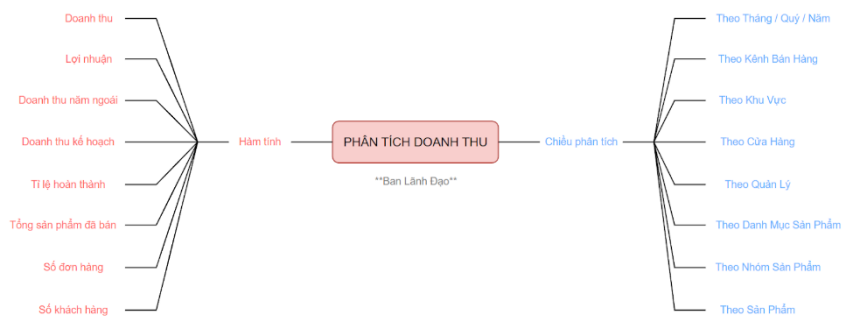 Doanh thu
Lợi nhuận
Doanh thu năm ngoái
Doanh thu kế hoạch
Tỉ lệ hoàn thành
Tổng sản phẩm đã bán
Số đơn hàng
Số khách hàng
Hàm tính
PHÂN TÍCH DOANH THU
**Ban Lãnh Đạo**
Chiều phân tích
Theo Tháng / Quý / Năm
Theo Kênh Bán Hàng
Theo Khu Vực
Theo Cửa Hàng
Theo Quản Lý
Theo Danh Mục Sản Phẩm
Theo Nhóm Sản Phẩm
Theo Sản Phẩm